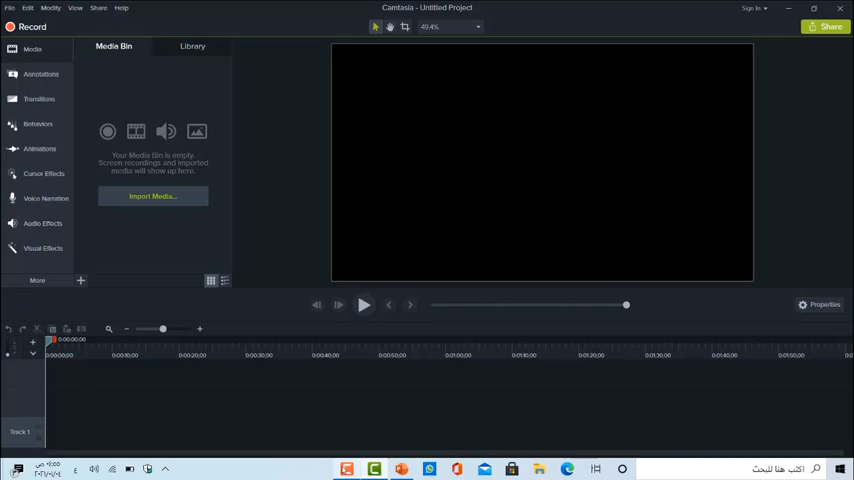 File Edit Modify View Share Help
Camtasia - Untitled Project
Sign In
Record
49.4%
Share
Media
Annotations
Transitions
Behaviors
Animations
Cursor Effects
Voice Narration
Audio Effects
Visual Effects
More
Media Bin
Library
Your Media Bin is empty.
Screen recordings and imported
media will show up here.
Import Media...
Properties
0:00:00;00
0:00:00;00 0:00:10;00 0:00:20;00 0:00:30;00 0:00:40;00 0:00:50;00 0:01:00;00 0:01:10;00 0:01:20;00 0:01:30;00 0:01:40;00 0:01:50;00
Track 1
ع
اكتب هنا للبحث